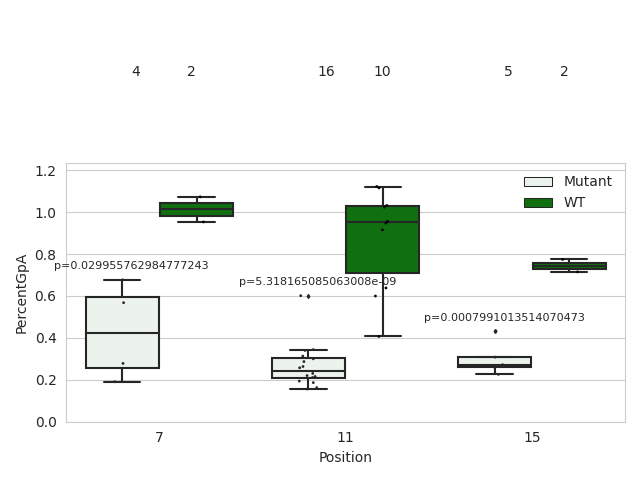 4 2 16 10 5 2
1.2
Mutant
WT
1.0
0.8
p=0.029955762984777243
p=5.318165085063008e-09
0.6
p=0.0007991013514070473
0.4
0.2
0.0
PercentGpA
7 11 15
Position